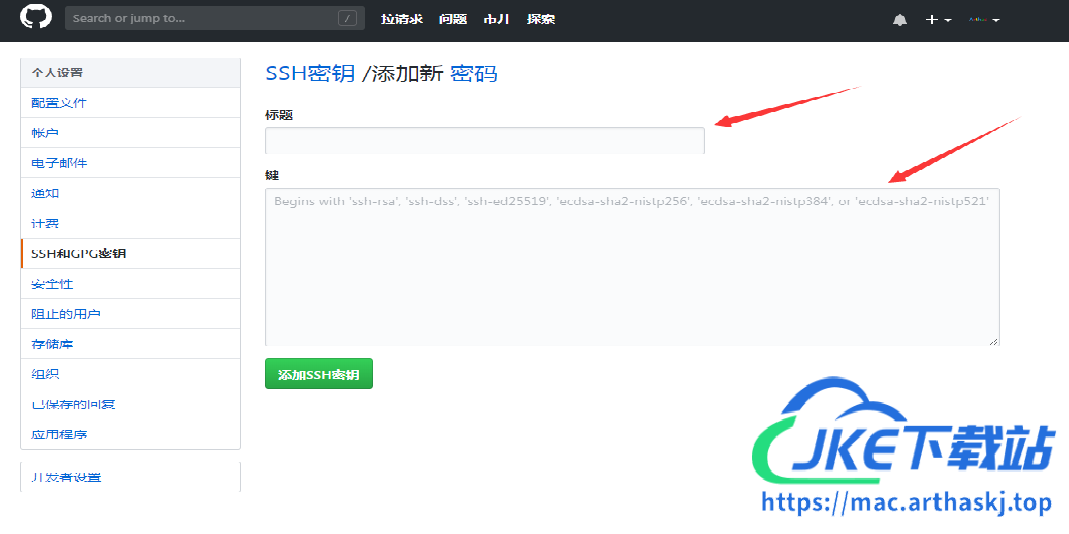 Search or jump to... /
拉请求 问题 市井 探索
个人设置
配置文件
帐户
电子邮件
通知
计费
SSH和GPG密钥
安全性
阻止的用户
存储库
组织
已保存的回复
应用程序
开发者设置
SSH密钥 /添加新 密码
标题
键
Begins with 'ssh-rsa', 'ssh-dss', 'ssh-ed25519', 'ecdsa-sha2-nistp256', 'ecdsa-sha2-nistp384', or 'ecdsa-sha2-nistp521'
添加SSH密钥
JKE下载站
https://mac.arthaskj.top